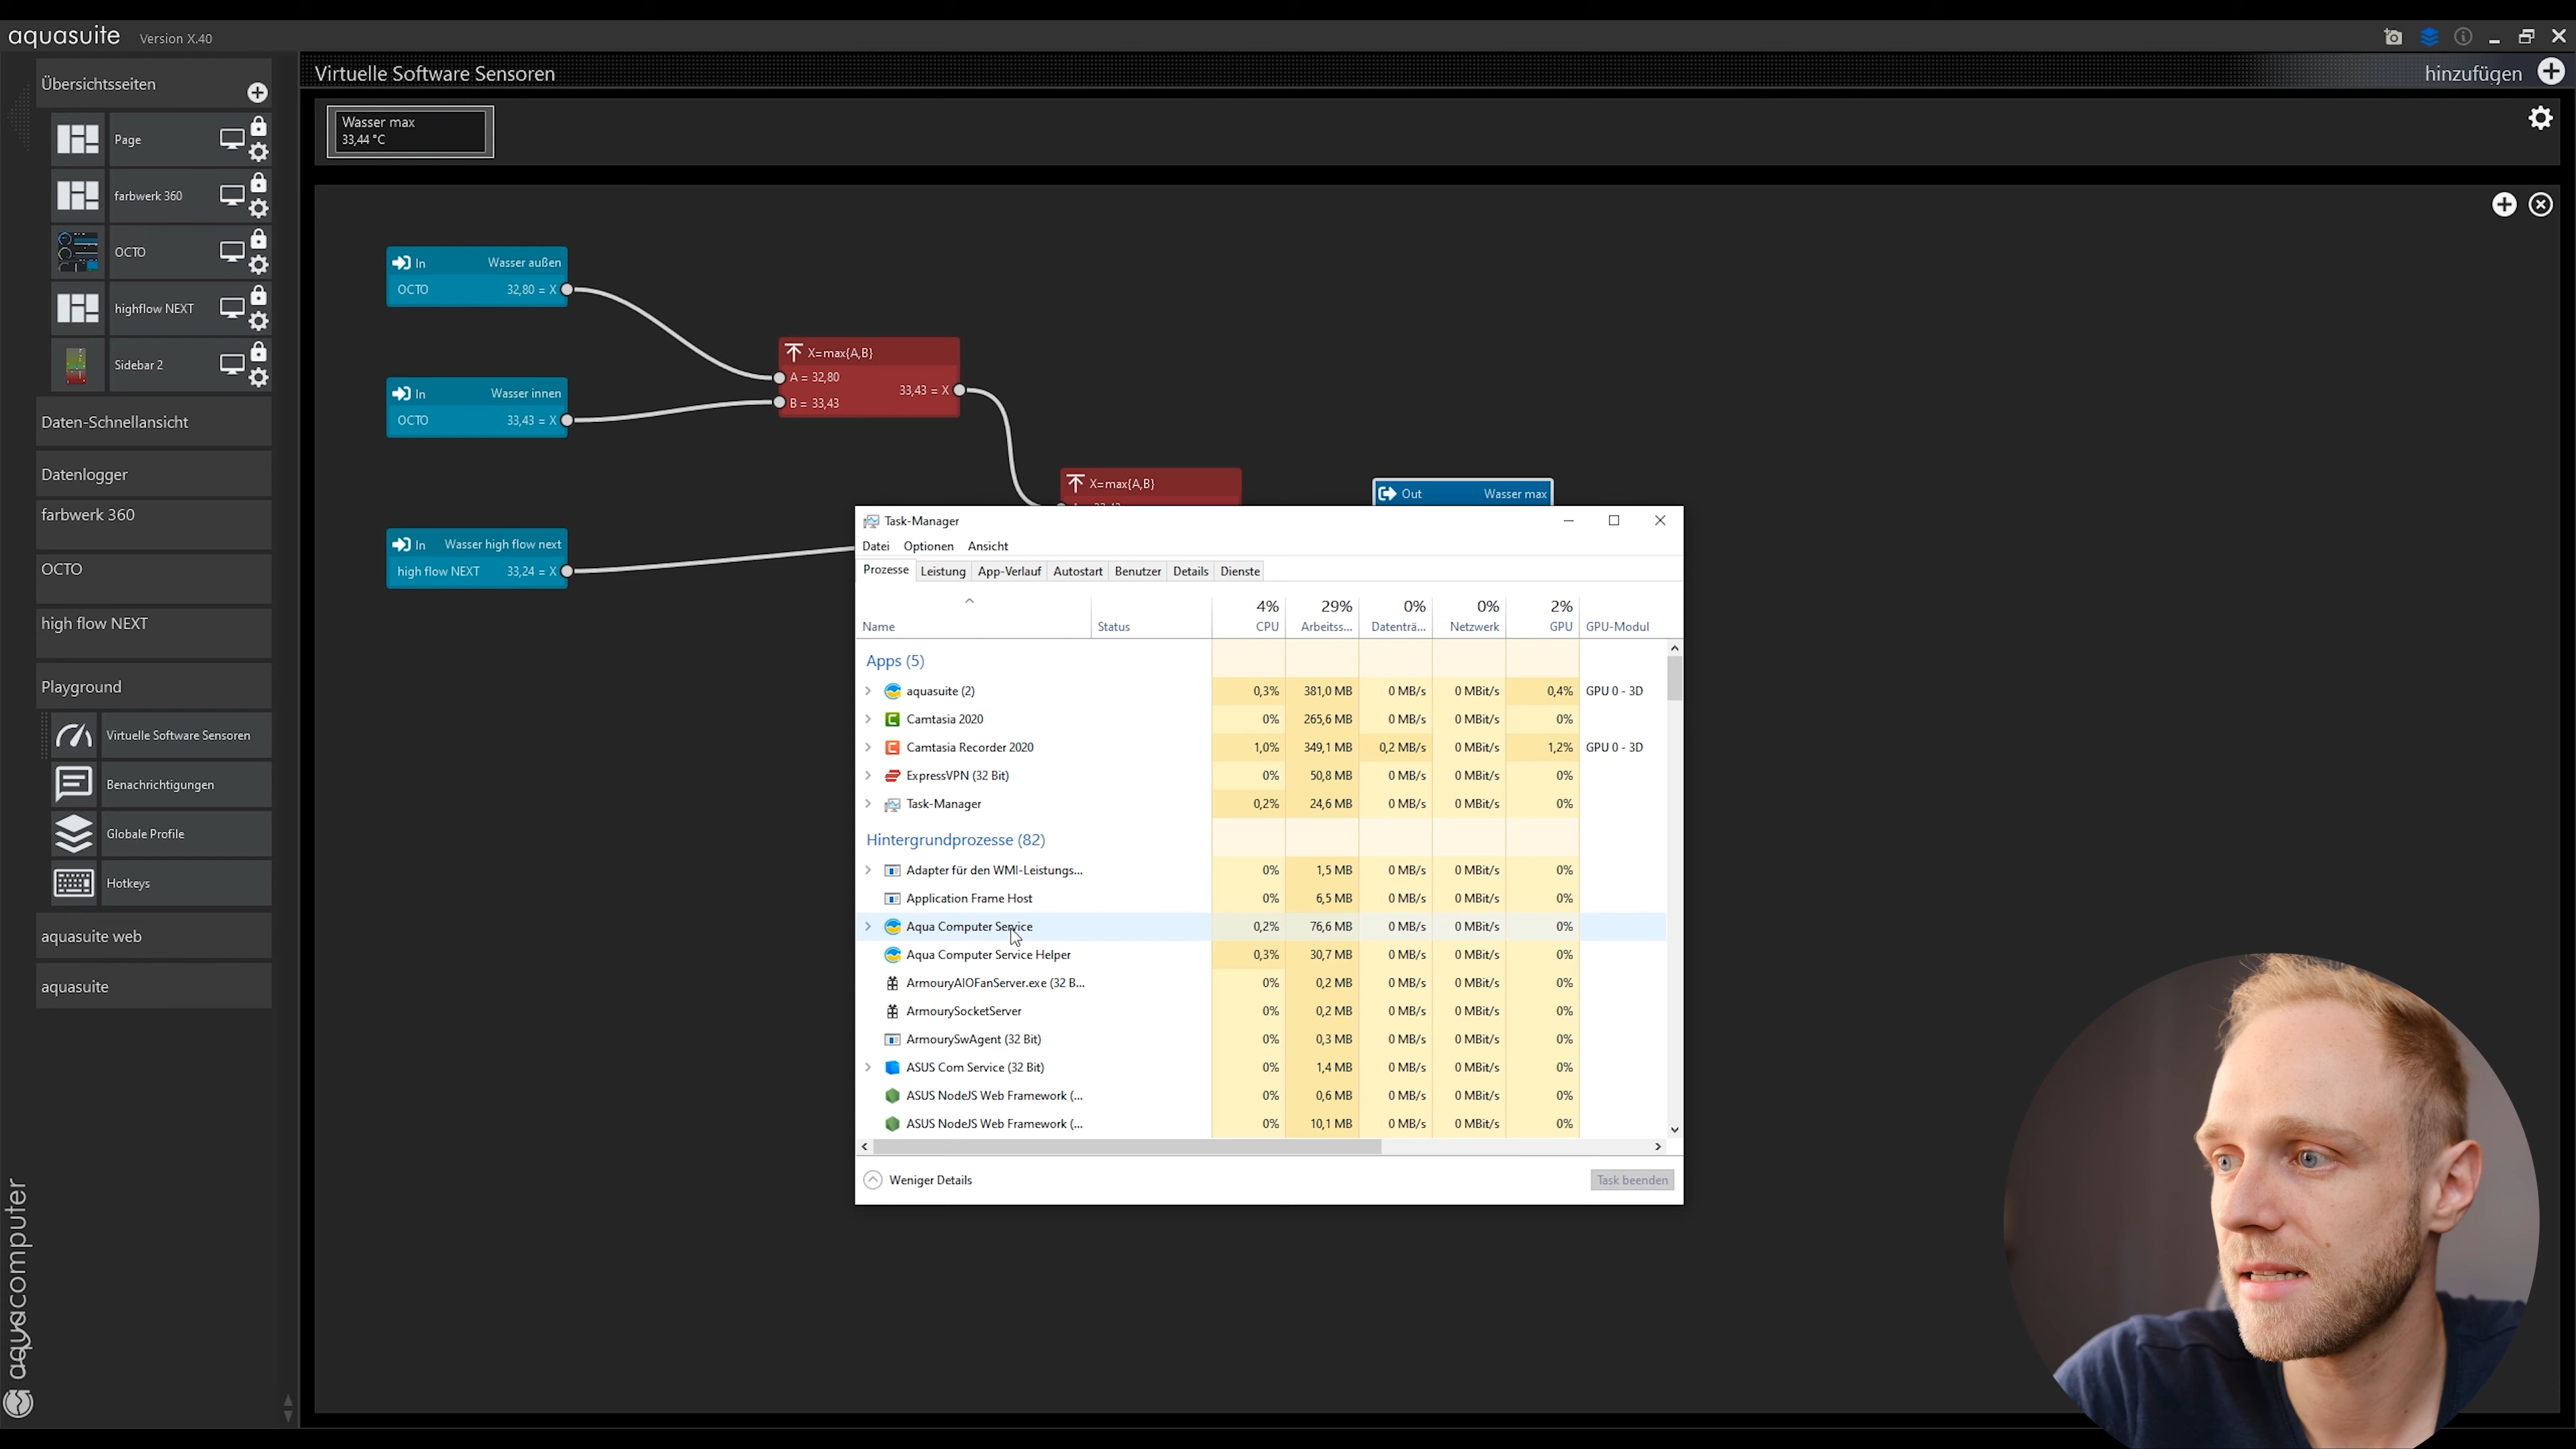 aquasuite Version X.40
Übersichtsseiten
Page
farbwerk 360
OCTO
highflow NEXT
Sidebar 2
Daten-Schnellansicht
Datenlogger
farbwerk 360
OCTO
high flow NEXT
Playground
Virtuelle Software Sensoren
Benachrichtigungen
Globale Profile
Hotkeys
aquasuite web
aquasuite
aquacomputer
Virtuelle Software Sensoren
hinzufügen
Wasser max
33,44 °C
In Wasser außen
OCTO 32,80 = X
In Wasser innen
OCTO 33,43 = X
In Wasser high flow next
high flow NEXT 33,24 = X
X=max{A,B}
A = 32,80
33,43 = X
B = 33,43
X=max{A,B}
Out Wasser max
Task-Manager
Datei Optionen Ansicht
Prozesse Leistung App-Verlauf Autostart Benutzer Details Dienste
4% 29% 0% 0% 2%
Name Status CPU Arbeitss... Datenträ... Netzwerk GPU GPU-Modul
Apps (5)
aquasuite (2) 0,3% 381,0 MB 0 MB/s 0 MBit/s 0,4% GPU 0 - 3D
Camtasia 2020 0% 265,6 MB 0 MB/s 0 MBit/s 0%
Camtasia Recorder 2020 1,0% 349,1 MB 0,2 MB/s 0 MBit/s 1,2% GPU 0 - 3D
ExpressVPN (32 Bit) 0% 50,8 MB 0 MB/s 0 MBit/s 0%
Task-Manager 0,2% 24,6 MB 0 MB/s 0 MBit/s 0%
Hintergrundprozesse (82)
Adapter für den WMI-Leistungs... 0% 1,5 MB 0 MB/s 0 MBit/s 0%
Application Frame Host 0% 6,5 MB 0 MB/s 0 MBit/s 0%
Aqua Computer Service 0,2% 76,6 MB 0 MB/s 0 MBit/s 0%
Aqua Computer Service Helper 0,3% 30,7 MB 0 MB/s 0 MBit/s 0%
ArmouryAIOFanServer.exe (32 B... 0% 0,2 MB 0 MB/s 0 MBit/s 0%
ArmourySocketServer 0% 0,2 MB 0 MB/s 0 MBit/s 0%
ArmourySwAgent (32 Bit) 0% 0,3 MB 0 MB/s 0 MBit/s 0%
ASUS Com Service (32 Bit) 0% 1,4 MB 0 MB/s 0 MBit/s 0%
ASUS NodeJS Web Framework (... 0% 0,6 MB 0 MB/s 0 MBit/s 0%
ASUS NodeJS Web Framework (... 0% 10,1 MB 0 MB/s 0 MBit/s 0%
Weniger Details
Task beenden